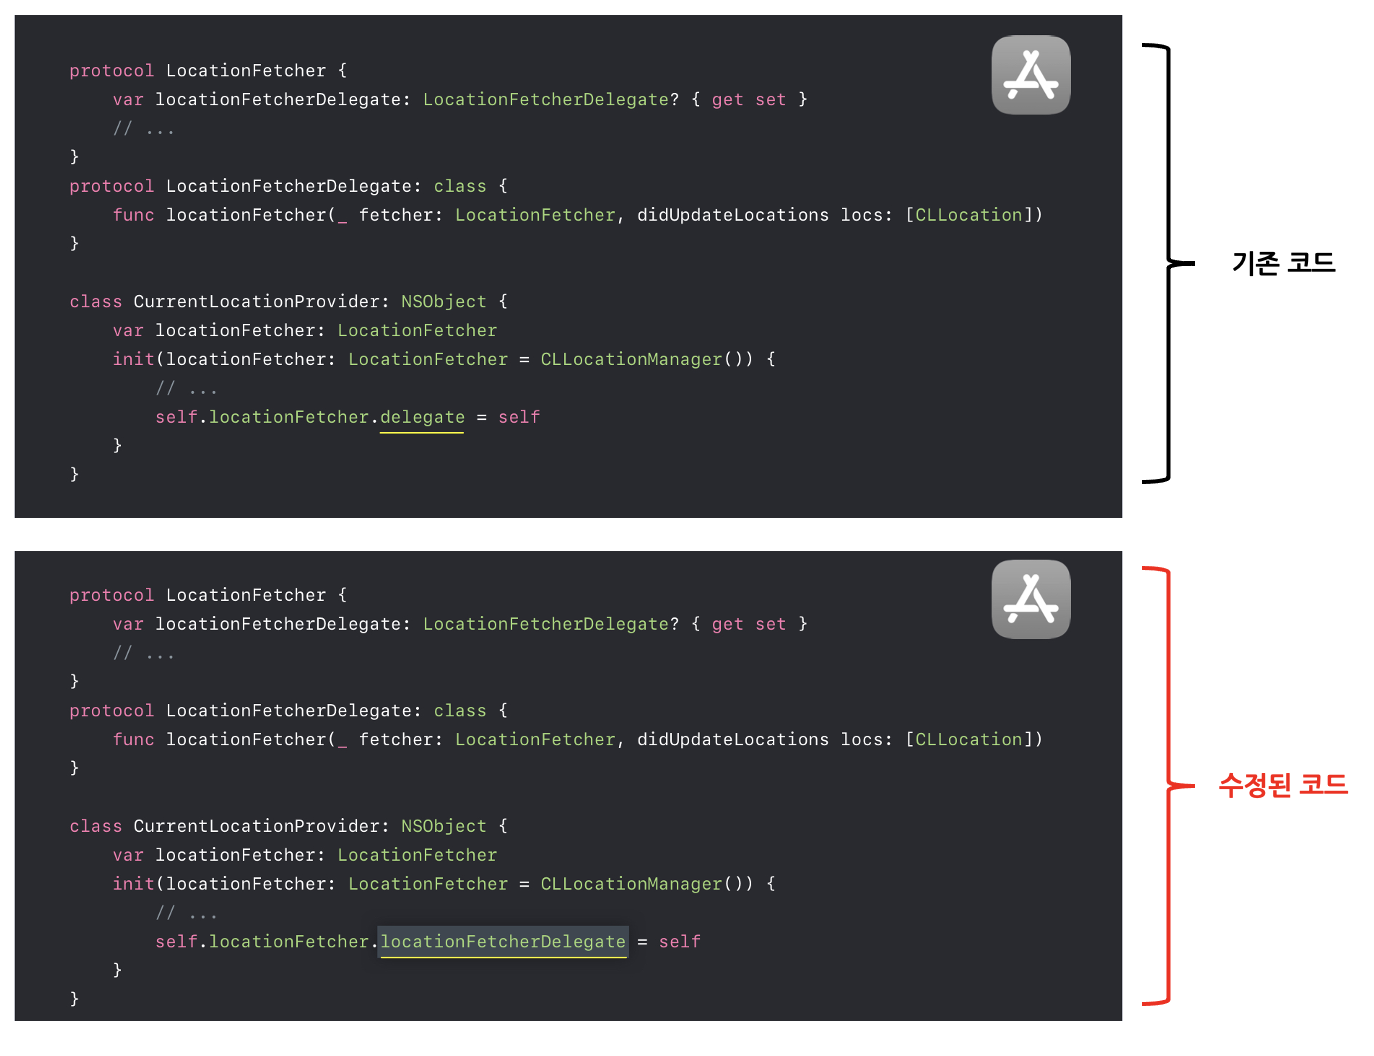 protocol LocationFetcher {
    var locationFetcherDelegate: LocationFetcherDelegate? { get set }
    // ...
}
protocol LocationFetcherDelegate: class {
    func locationFetcher(_ fetcher: LocationFetcher, didUpdateLocations locs: [CLLocation])
}
class CurrentLocationProvider: NSObject {
    var locationFetcher: LocationFetcher
    init(locationFetcher: LocationFetcher = CLLocationManager()) {
        // ...
        self.locationFetcher.delegate = self
    }
}
기존 코드
protocol LocationFetcher {
    var locationFetcherDelegate: LocationFetcherDelegate? { get set }
    // ...
}
protocol LocationFetcherDelegate: class {
    func locationFetcher(_ fetcher: LocationFetcher, didUpdateLocations locs: [CLLocation])
}
class CurrentLocationProvider: NSObject {
    var locationFetcher: LocationFetcher
    init(locationFetcher: LocationFetcher = CLLocationManager()) {
        // ...
        self.locationFetcher.locationFetcherDelegate = self
    }
}
수정된 코드